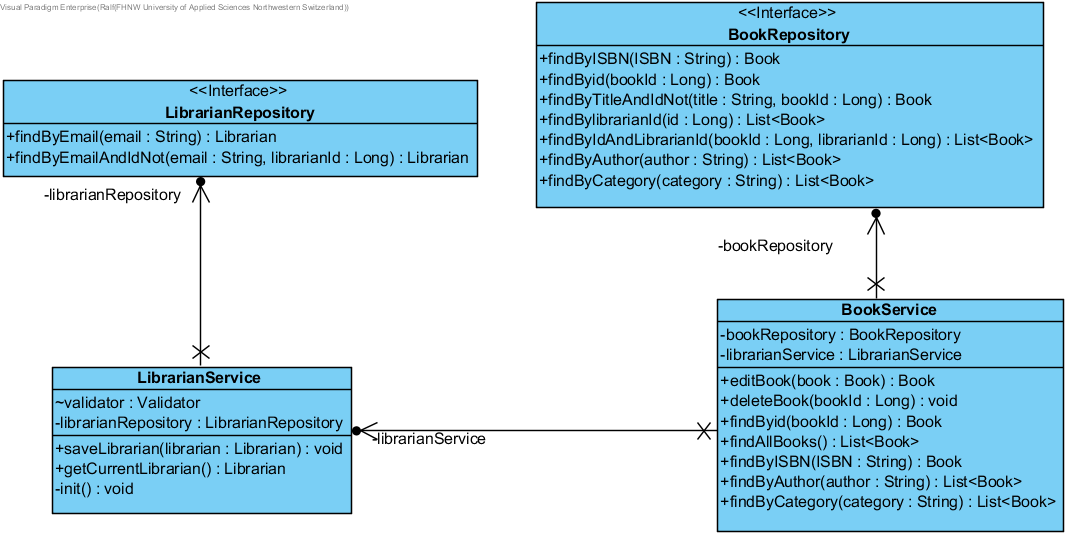 Visual Paradigm Enterprise(Ralf(FHNW University of Applied Sciences Northwestern Switzerland))
<<Interface>>
BookRepository
+findByISBN(ISBN : String) : Book
+findByid(bookId : Long) : Book
+findByTitleAndIdNot(title : String, bookId : Long) : Book
+findBylibrarianId(id : Long) : List<Book>
+findByIdAndLibrarianId(bookId : Long, librarianId : Long) : List<Book>
+findByAuthor(author : String) : List<Book>
+findByCategory(category : String) : List<Book>
<<Interface>>
LibrarianRepository
+findByEmail(email : String) : Librarian
+findByEmailAndIdNot(email : String, librarianId : Long) : Librarian
-librarianRepository
-bookRepository
LibrarianService
~validator : Validator
-librarianRepository : LibrarianRepository
+saveLibrarian(librarian : Librarian) : void
+getCurrentLibrarian() : Librarian
-init() : void
-librarianService
BookService
-bookRepository : BookRepository
-librarianService : LibrarianService
+editBook(book : Book) : Book
+deleteBook(bookId : Long) : void
+findByid(bookId : Long) : Book
+findAllBooks() : List<Book>
+findByISBN(ISBN : String) : Book
+findByAuthor(author : String) : List<Book>
+findByCategory(category : String) : List<Book>